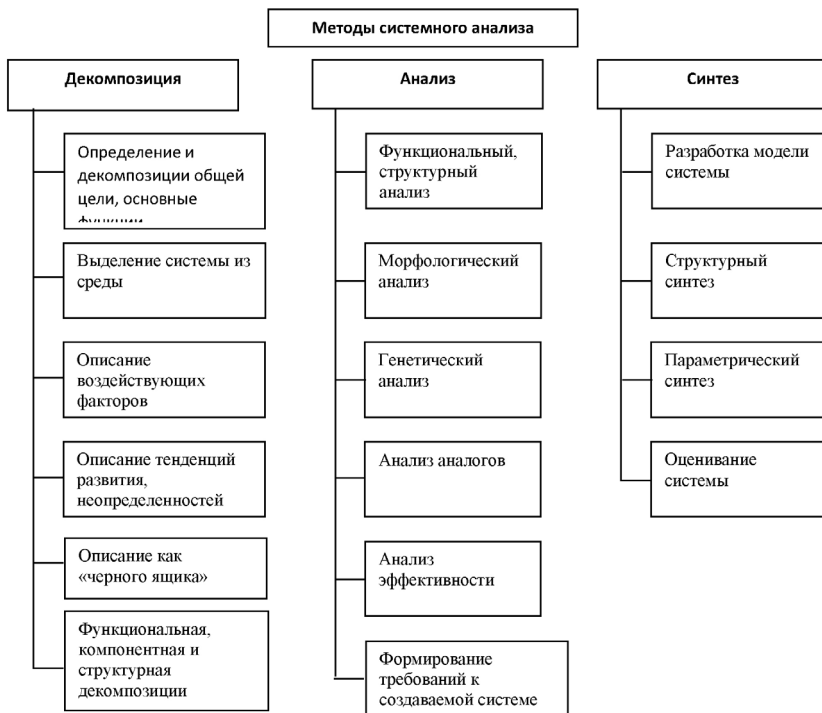 Методы системного анализа
Декомпозиция
Определение и
декомпозиции общей
цели, основные
функции
Выделение системы из
среды
Описание
воздействующих
факторов
Описание тенденций
развития,
неопределенностей
Описание как
«черного ящика»
Функциональная,
компонентная и
структурная
декомпозиции
Анализ
Функциональный,
структурный
анализ
Морфологический
анализ
Генетический
анализ
Анализ аналогов
Анализ
эффективности
Формирование
требований к
создаваемой системе
Синтез
Разработка модели
системы
Структурный
синтез
Параметрический
синтез
Оценивание
системы